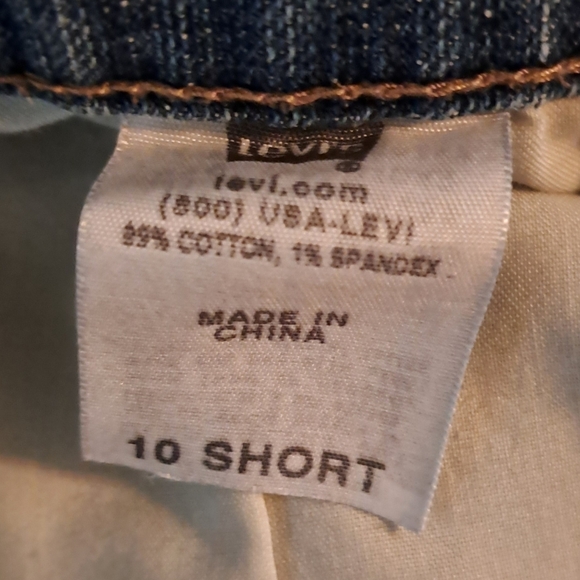 LEVI'S
levi.com
(800) USA-LEVI
99% COTTON, 1% SPANDEX
MADE IN
CHINA
10 SHORT